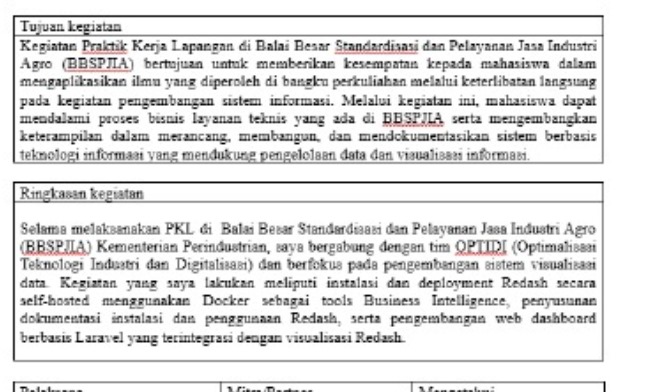 Tujuan kegiatan
Kegiatan Praktik Kerja Lapangan di Balai Besar Standardisasi dan Pelayanan Jasa Industri
Agro (BBSPJIA) bertujuan untuk memberikan kesempatan kepada mahasiswa dalam
mengaplikasikan ilmu yang diperoleh di bangku perkuliahan melalui keterlibatan langsung
pada kegiatan pengembangan sistem informasi. Melalui kegiatan ini, mahasiswa dapat
mendalami proses bisnis layanan teknis yang ada di BBSPJIA serta mengembangkan
keterampilan dalam merancang, membangun, dan mendokumentasikan sistem berbasis
teknologi informasi yang mendukung pengelolaan data dan visualisasi informasi.
Ringkasan kegiatan
Selama melaksanakan PKL di Balai Besar Standardisasi dan Pelayanan Jasa Industri Agro
(BBSPJIA) Kementerian Perindustrian, saya bergabung dengan tim OPTIDI (Optimalisasi
Teknologi Industri dan Digitalisasi) dan berfokus pada pengembangan sistem visualisasi
data. Kegiatan yang saya lakukan meliputi instalasi dan deployment Redash secara
self-hosted menggunakan Docker sebagai tools Business Intelligence, penyusunan
dokumentasi instalasi dan penggunaan Redash, serta pengembangan web dashboard
berbasis Laravel yang terintegrasi dengan visualisasi Redash.